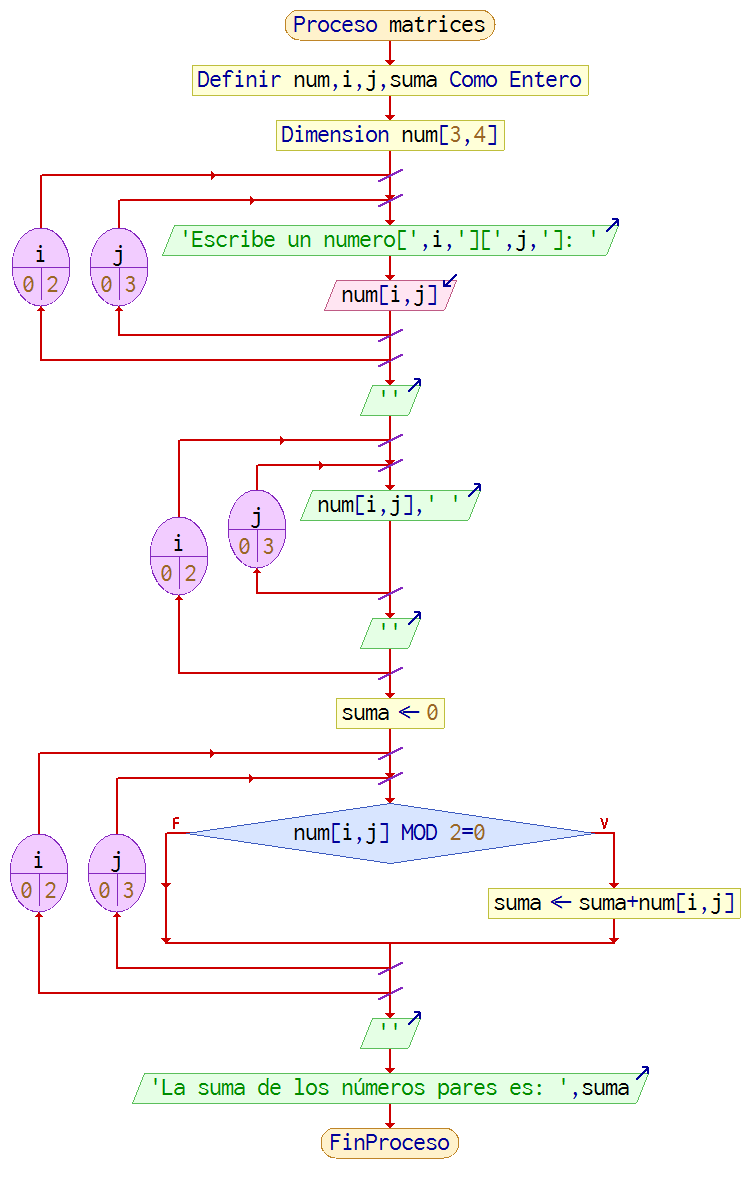 Proceso matrices
Definir num,i,j,suma Como Entero
Dimension num[3,4]
i
0 2
j
0 3
'Escribe un numero[',i,'][',j,']: '
num[i,j]
''
i
0 2
j
0 3
num[i,j],' '
''
suma ← 0
i
0 2
j
0 3
F
num[i,j] MOD 2=0
V
suma ← suma+num[i,j]
''
'La suma de los números pares es: ',suma
FinProceso